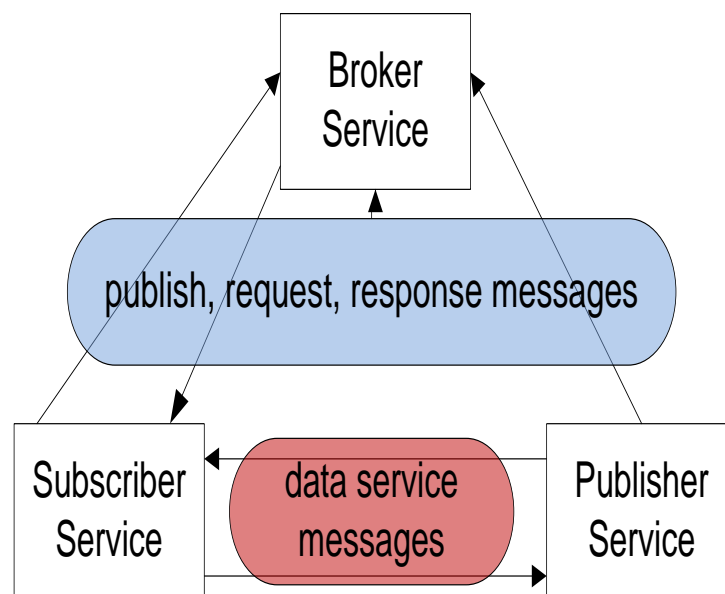 Broker
Service
publish, request, response messages
Subscriber
Service
data service
messages
Publisher
Service